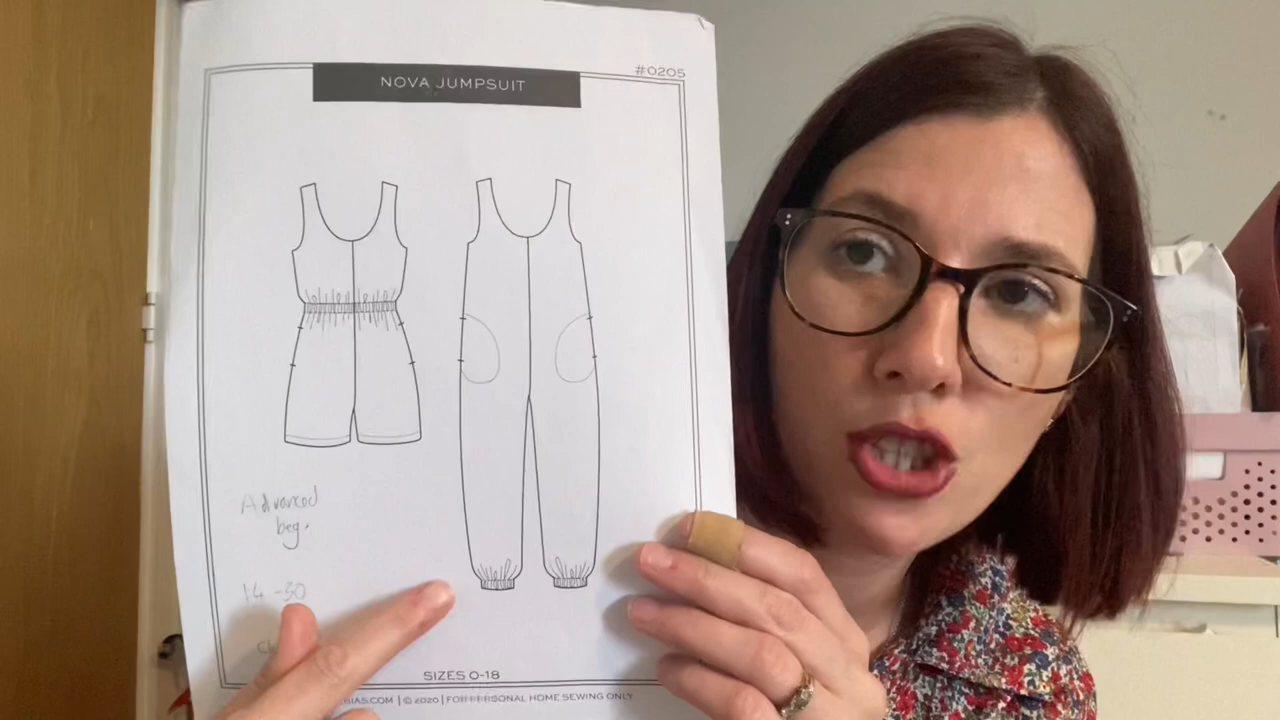 #0205
NOVA JUMPSUIT
Advanced
beg.
14-30
SIZES 0-18
| © 2020 | FOR PERSONAL HOME SEWING ONLY